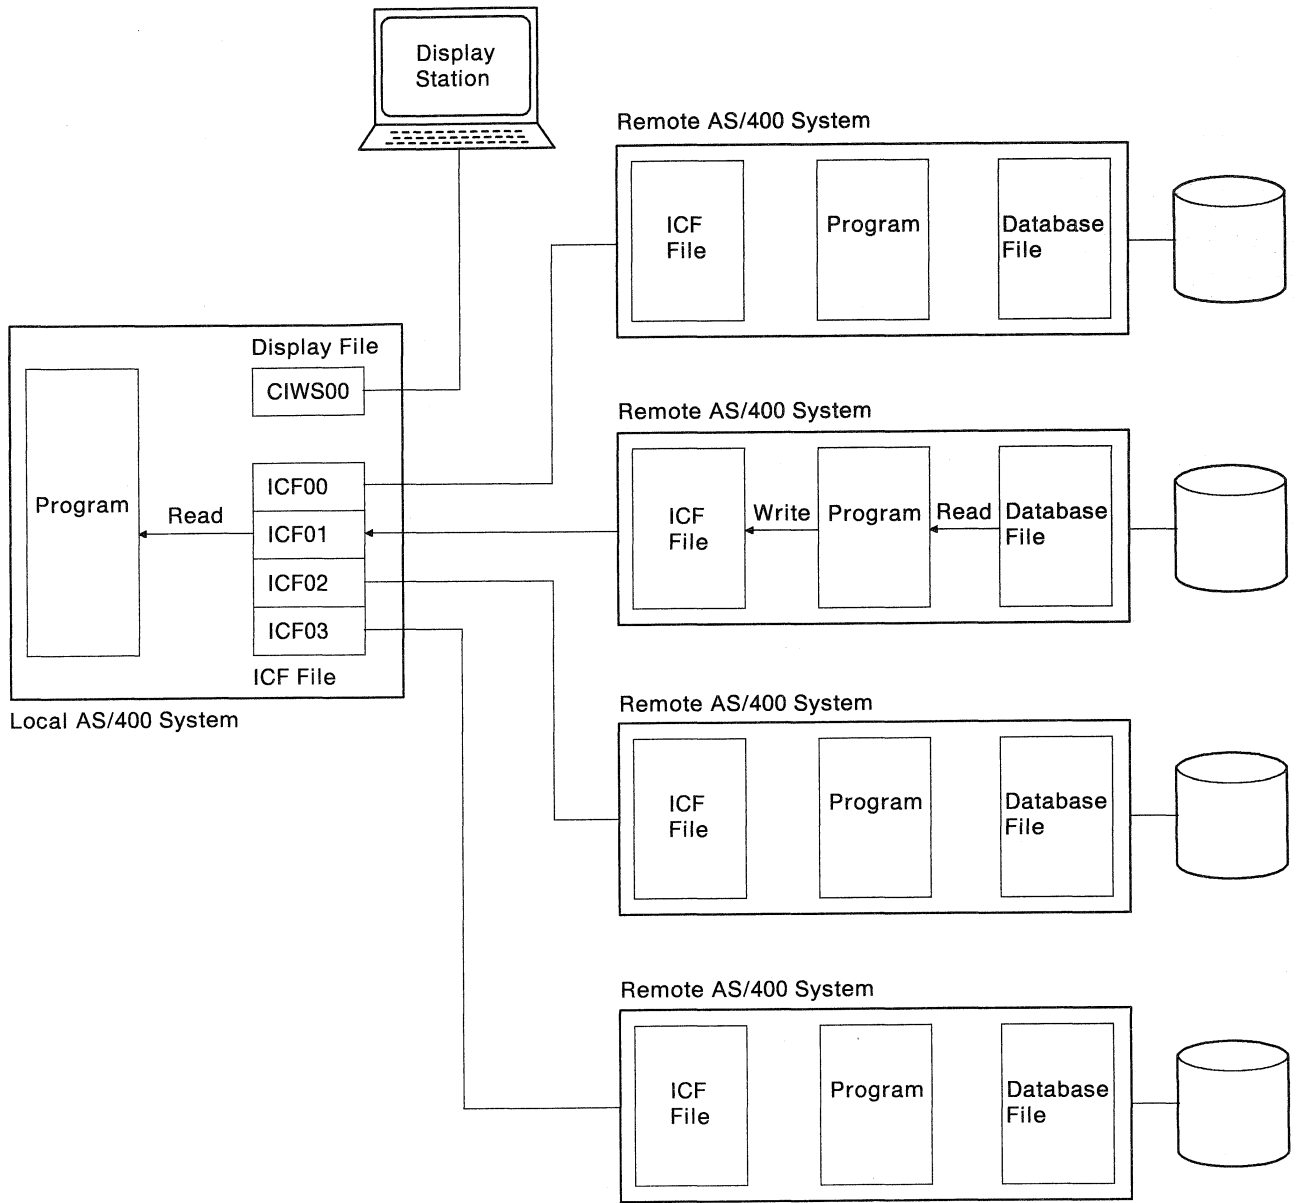 Display
Station
Remote AS/400 System
ICF
File
Program
Database
File
Display File
CIWS00
Program
Read
ICF00
ICF01
ICF02
ICF03
ICF File
Local AS/400 System
Remote AS/400 System
ICF
File
Write
Program
Read
Database
File
Remote AS/400 System
ICF
File
Program
Database
File
Remote AS/400 System
ICF
File
Program
Database
File